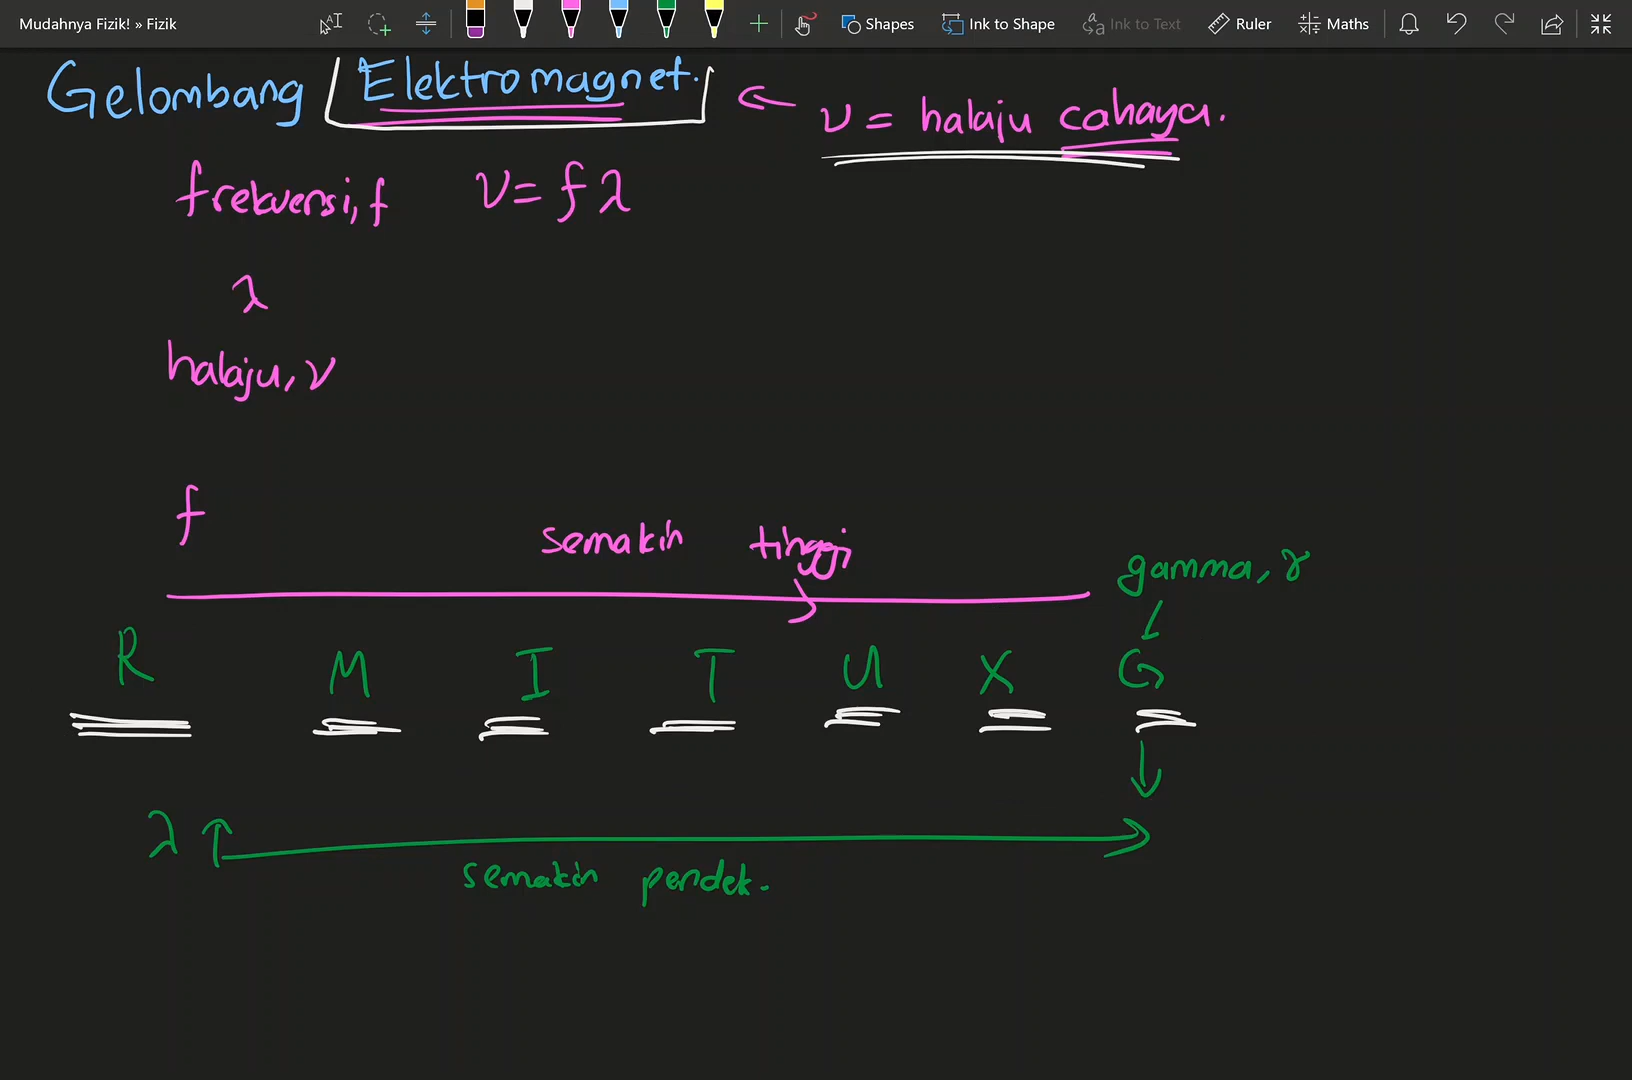 Mudahnya Fizik! » Fizik
Shapes
Ink to Shape
Ink to Text
Ruler
Maths
Gelombang Elektromagnet.
v = halaju cahaya.
frekuensi, f
v = f λ
λ
halaju, v
f
semakin tinggi
gamma, γ
R M I T U X G
λ
semakin pendek.